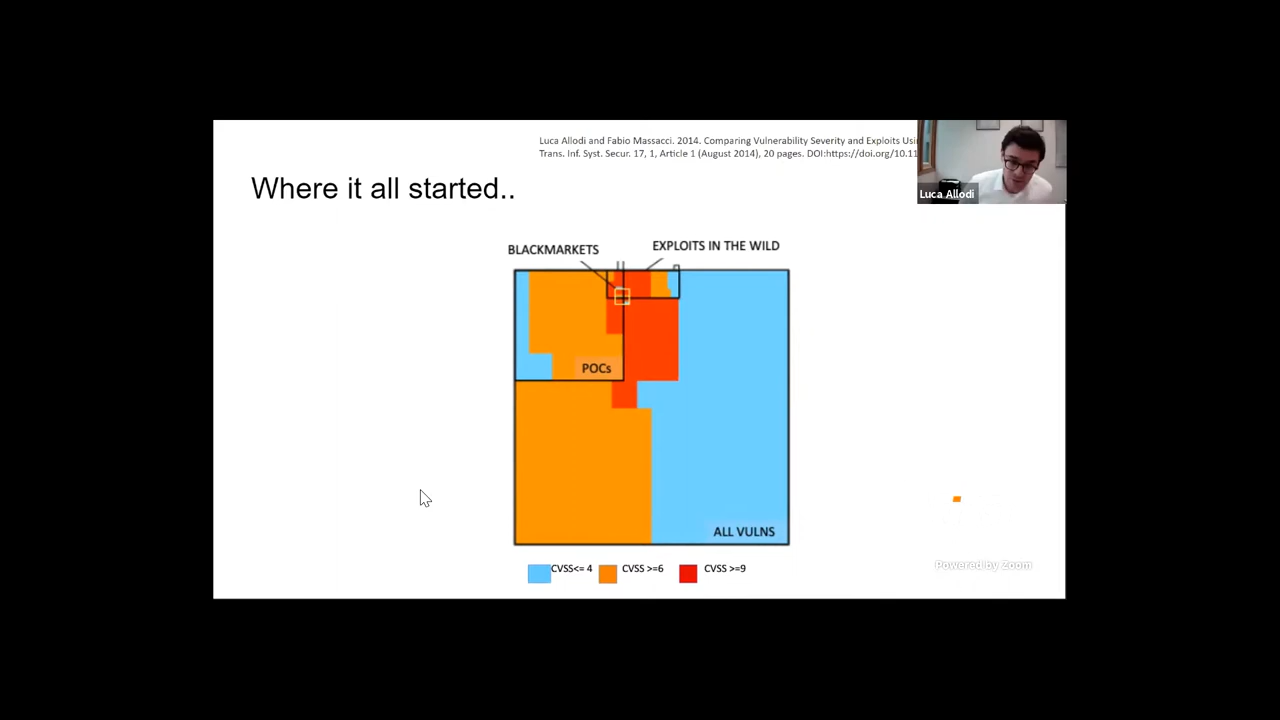 Luca Allodi and Fabio Massacci. 2014. Comparing Vulnerability Severity and Exploits
Trans. Inf. Syst. Secur. 17, 1, Article 1 (August 2014), 20 pages. DOI:https://doi.org/10.11
Luca Allodi
Where it all started..
BLACKMARKETS
EXPLOITS IN THE WILD
POCs
ALL VULNS
CVSS<= 4 CVSS >=6 CVSS >=9
Powered by Zoom